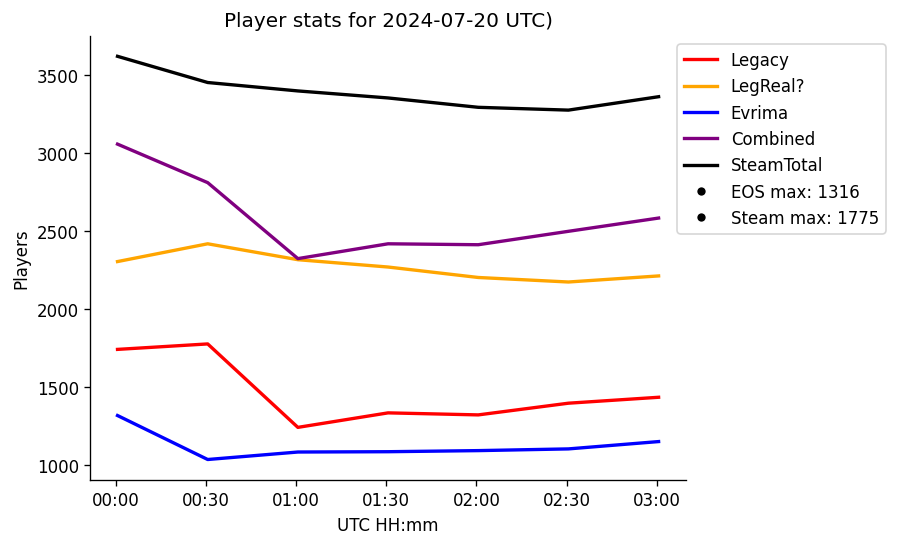 Player stats for 2024-07-20 UTC)
Legacy
LegReal?
Evrima
Combined
SteamTotal
EOS max: 1316
Steam max: 1775
Players
3500
3000
2500
2000
1500
1000
00:00 00:30 01:00 01:30 02:00 02:30 03:00
UTC HH:mm